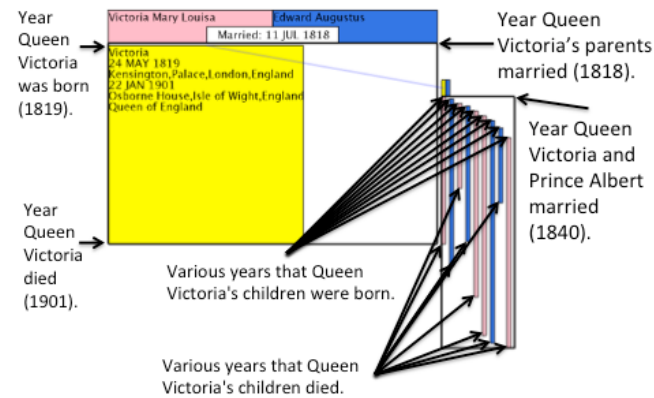 Year
Queen
Victoria
was born
(1819).
Victoria Mary Louisa
Edward Augustus
Married: 11 JUL 1818
Year Queen
Victoria's parents
married (1818).
Victoria
24 MAY 1819
Kensington,Palace,London,England
22 JAN 1901
Osborne House,Isle of Wight,England
Queen of England
Year Queen
Victoria and
Prince Albert
married
(1840).
Year
Queen
Victoria
died
(1901).
Various years that Queen
Victoria's children were born.
Various years that Queen
Victoria's children died.